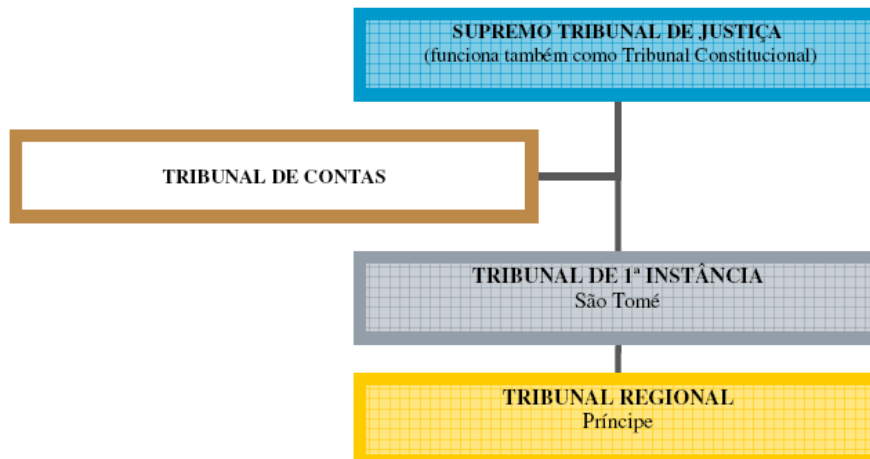 SUPREMO TRIBUNAL DE JUSTIÇA
(funciona também como Tribunal Constitucional)
TRIBUNAL DE CONTAS
TRIBUNAL DE 1ª INSTÂNCIA
São Tomé
TRIBUNAL REGIONAL
Príncipe